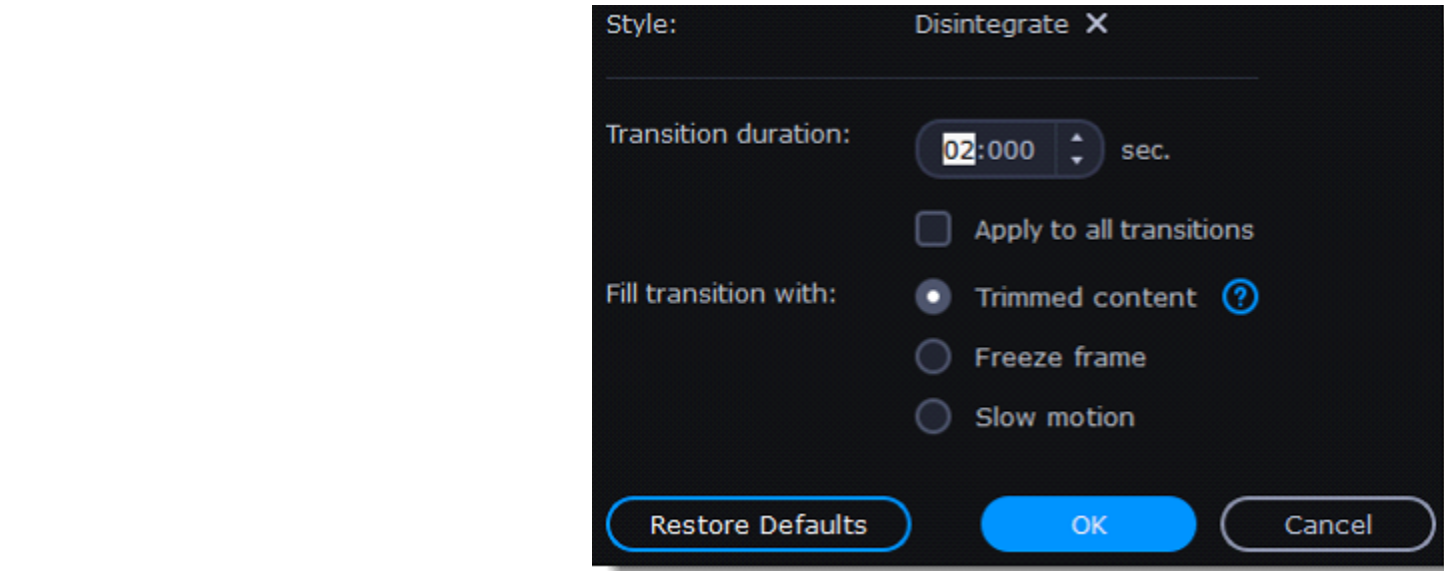 Style: Disintegrate ×
Transition duration: 02:000 sec.
Apply to all transitions
Fill transition with: Trimmed content ?
Freeze frame
Slow motion
Restore Defaults OK Cancel